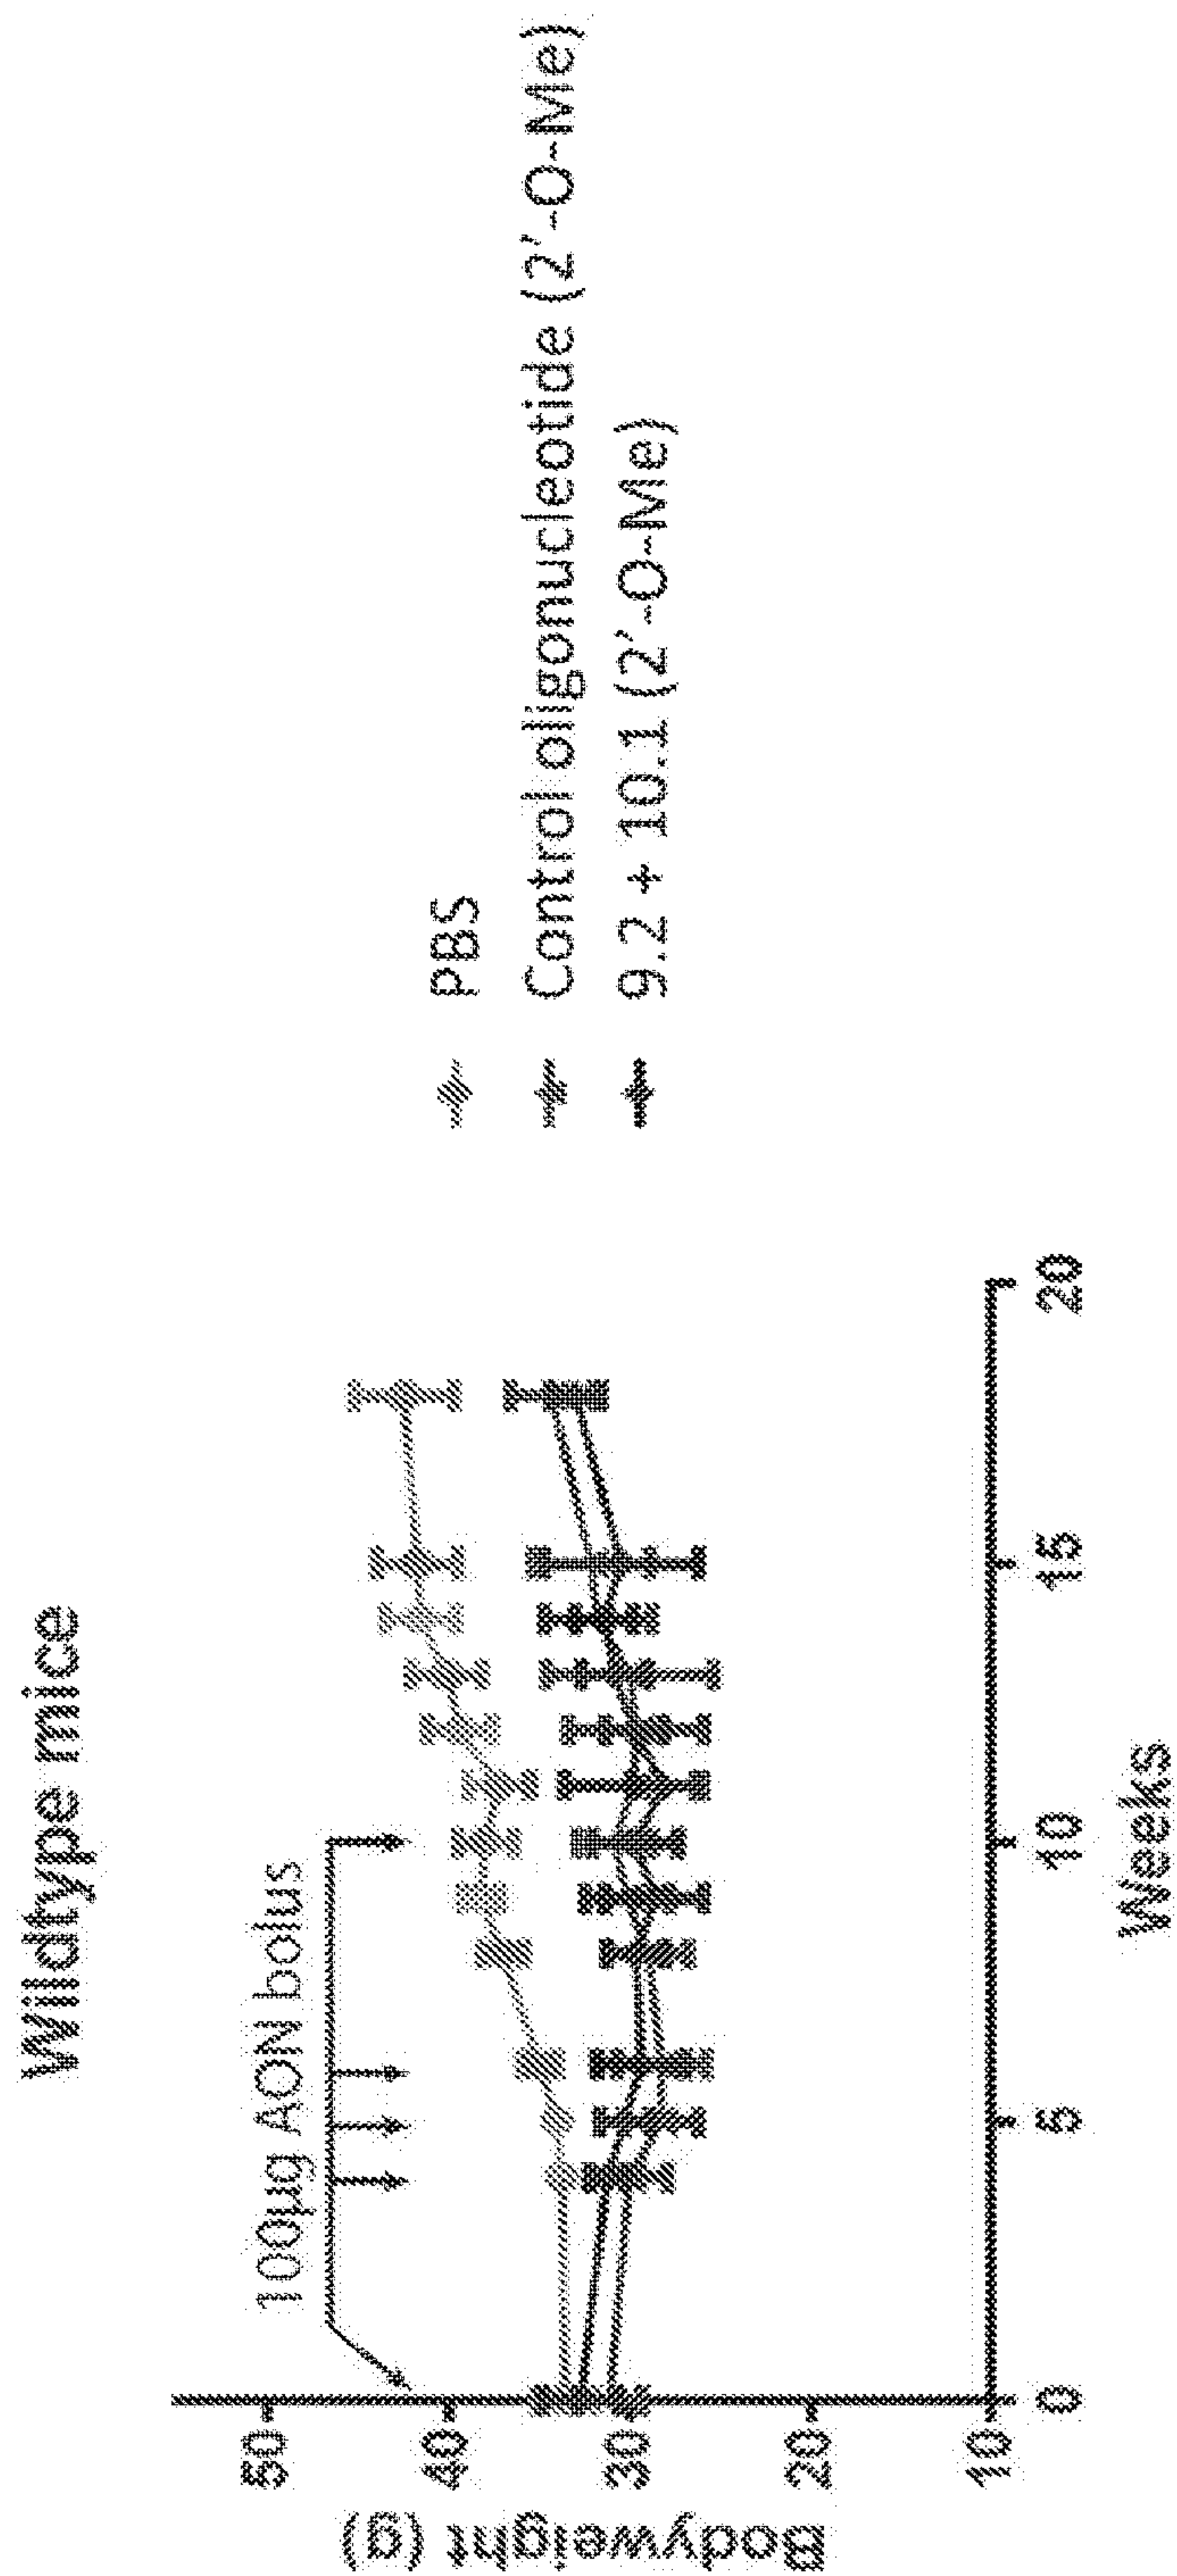 Wildtype mice
100µg AON bolus
Bodyweight (g)
50
40
30
20
10
0
5
10
15
20
Weeks
PBS
Control oligonucleotide (2'-O-Me)
9.2 + 10.1 (2'-O-Me)